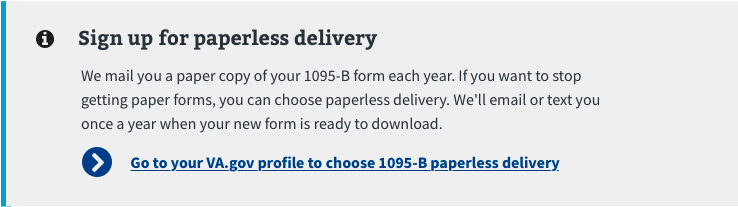 Sign up for paperless delivery
We mail you a paper copy of your 1095-B form each year. If you want to stop
getting paper forms, you can choose paperless delivery. We'll email or text you
once a year when your new form is ready to download.
Go to your VA.gov profile to choose 1095-B paperless delivery